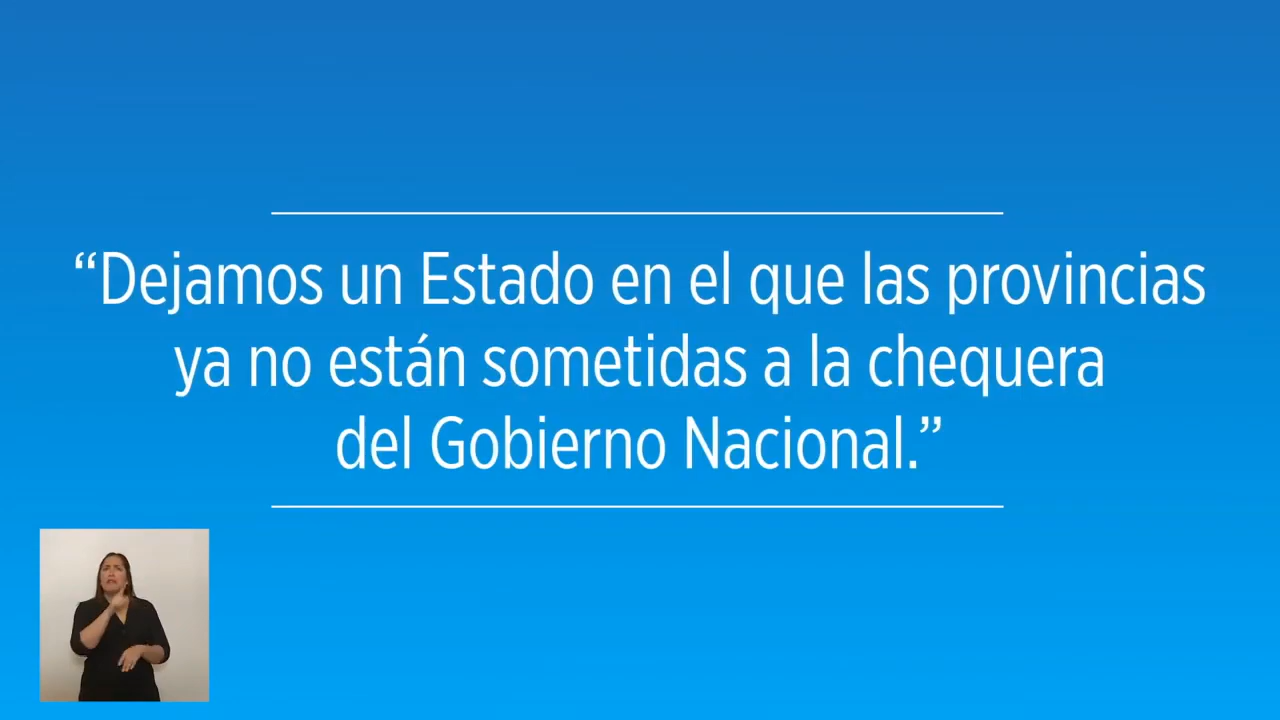 “Dejamos un Estado en el que las provincias
ya no están sometidas a la chequera
del Gobierno Nacional.”